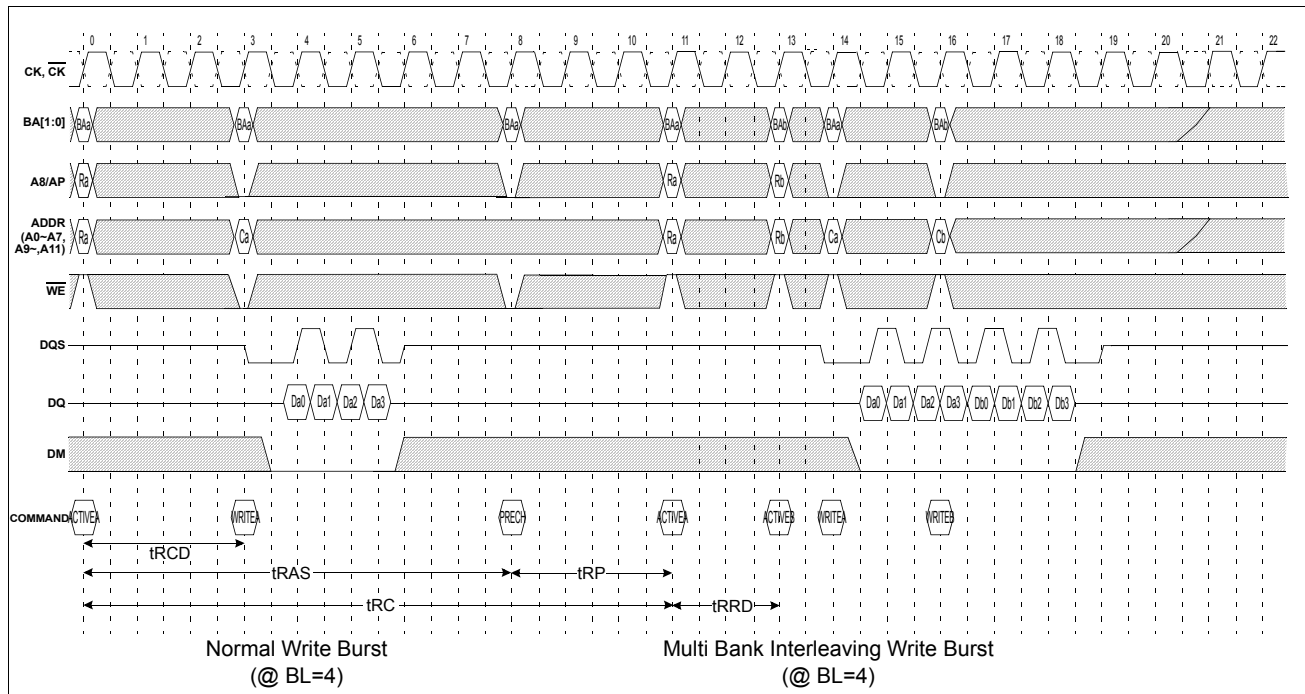 0 1 2 3 4 5 6 7 8 9 10 11 12 13 14 15 16 17 18 19 20 21 22
CK, CK
BA[1:0] BAa BAa BAa BAa BAb BAa BAb
A8/AP Ra Ra Rb
ADDR
(A0~A7,
A9~,A11)
Ra Ca Ra Rb Ca Cb
WE
DQS
DQ Da0 Da1 Da2 Da3 Da0 Da1 Da2 Da3 Db0 Db1 Db2 Db3
DM
COMMAND ACTIVEA WRITEA PRECH ACTIVEA ACTIVEB WRITEA WRITEB
tRCD
tRAS tRP
tRC tRRD
Normal Write Burst Multi Bank Interleaving Write Burst
(@ BL=4) (@ BL=4)